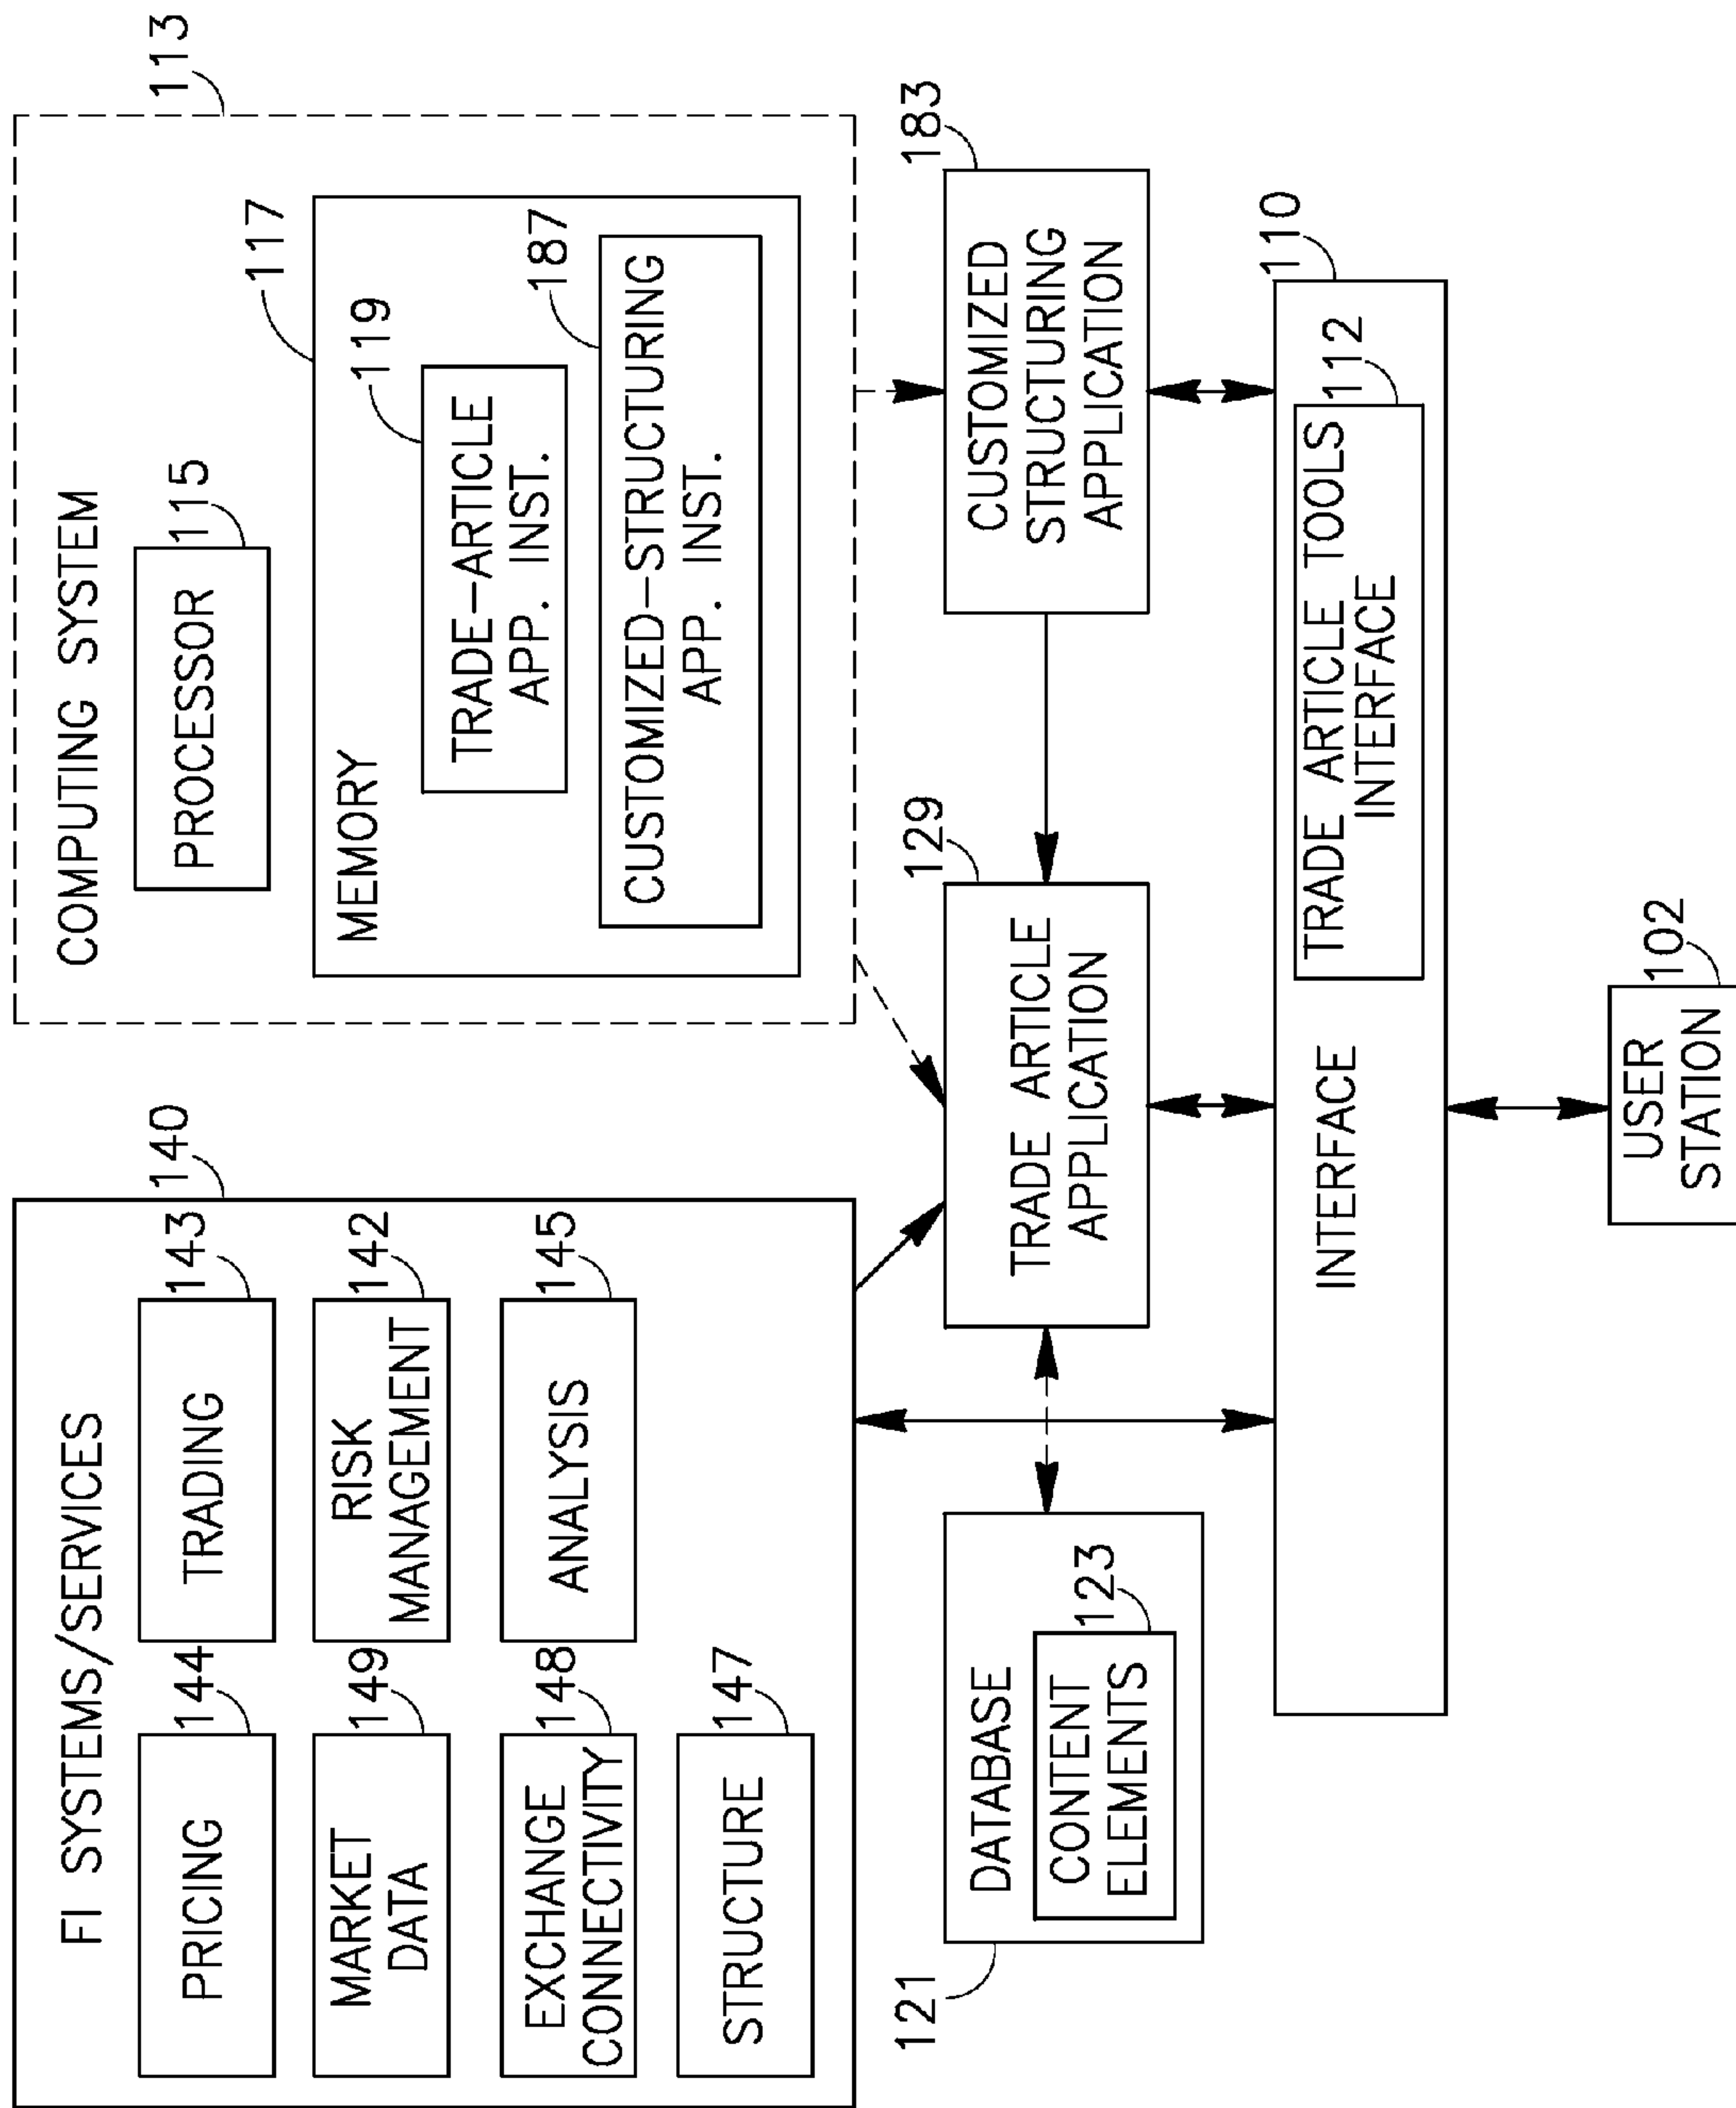 FI SYSTEMS/SERVICES
140
PRICING
144
TRADING
143
MARKET
DATA
149
RISK
MANAGEMENT
142
EXCHANGE
CONNECTIVITY
148
ANALYSIS
145
STRUCTURE
147
COMPUTING SYSTEM
113
PROCESSOR
115
MEMORY
117
TRADE-ARTICLE
APP. INST.
119
CUSTOMIZED-STRUCTURING
APP. INST.
187
121
DATABASE
CONTENT
ELEMENTS
123
TRADE ARTICLE
APPLICATION
129
CUSTOMIZED
STRUCTURING
APPLICATION
183
INTERFACE
110
TRADE ARTICLE TOOLS
INTERFACE
112
USER
STATION
102